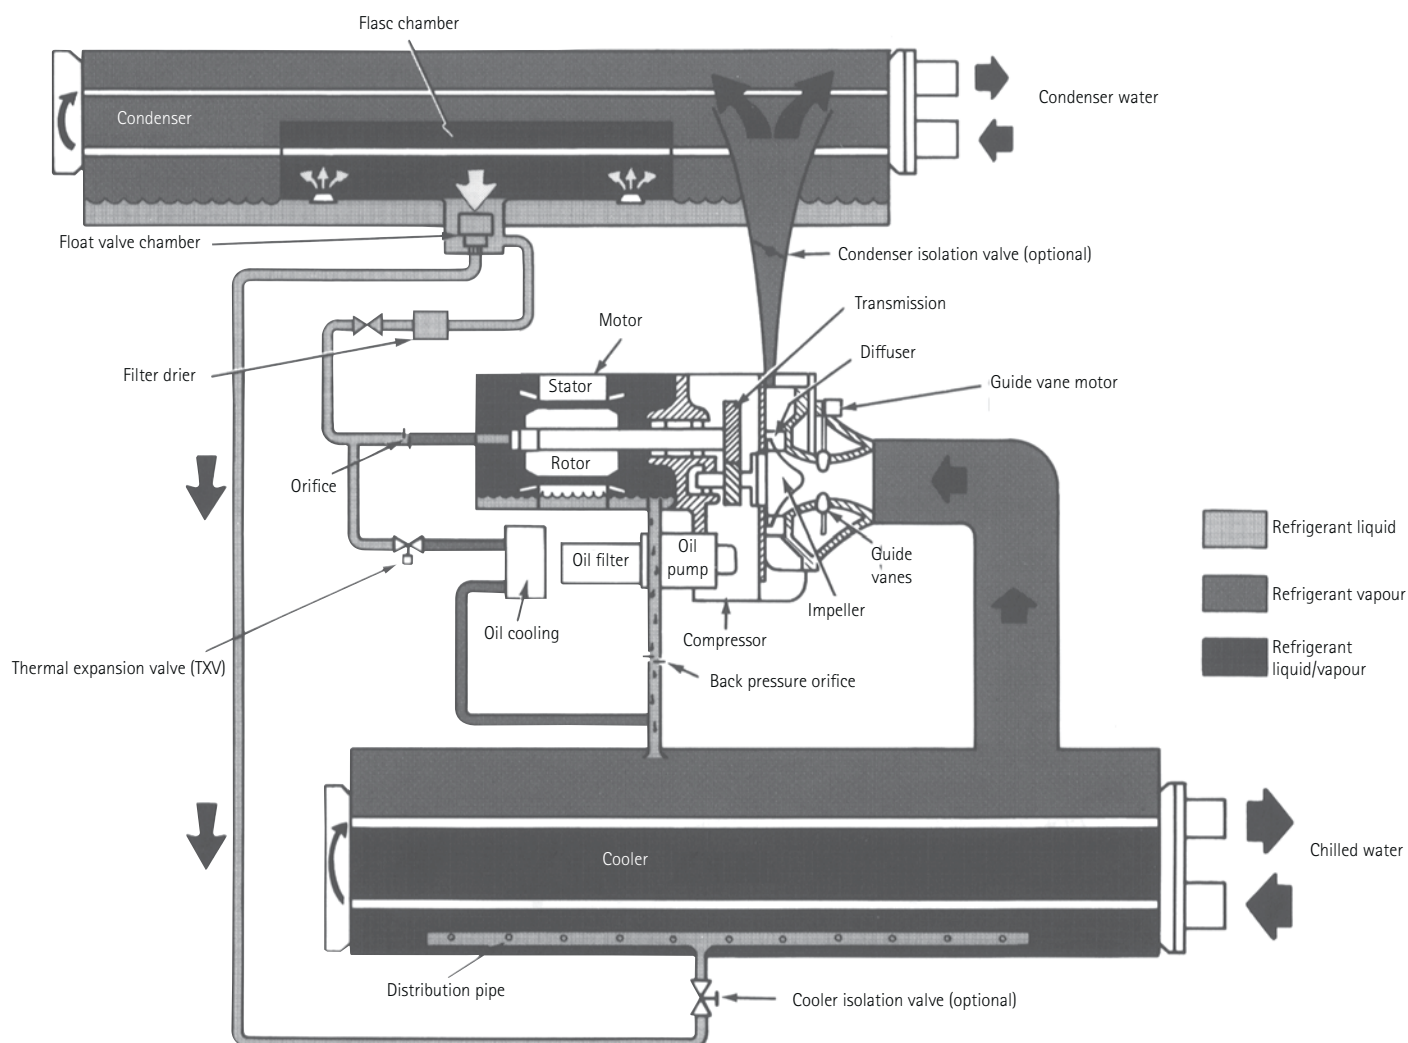 Flasc chamber
Condenser
Condenser water
Float valve chamber
Condenser isolation valve (optional)
Transmission
Motor
Diffuser
Filter drier
Stator
Guide vane motor
Rotor
Orifice
Refrigerant liquid
Oil filter
Oil
pump
Guide
vanes
Refrigerant vapour
Impeller
Oil cooling
Compressor
Refrigerant
liquid/vapour
Thermal expansion valve (TXV)
Back pressure orifice
Cooler
Chilled water
Distribution pipe
Cooler isolation valve (optional)